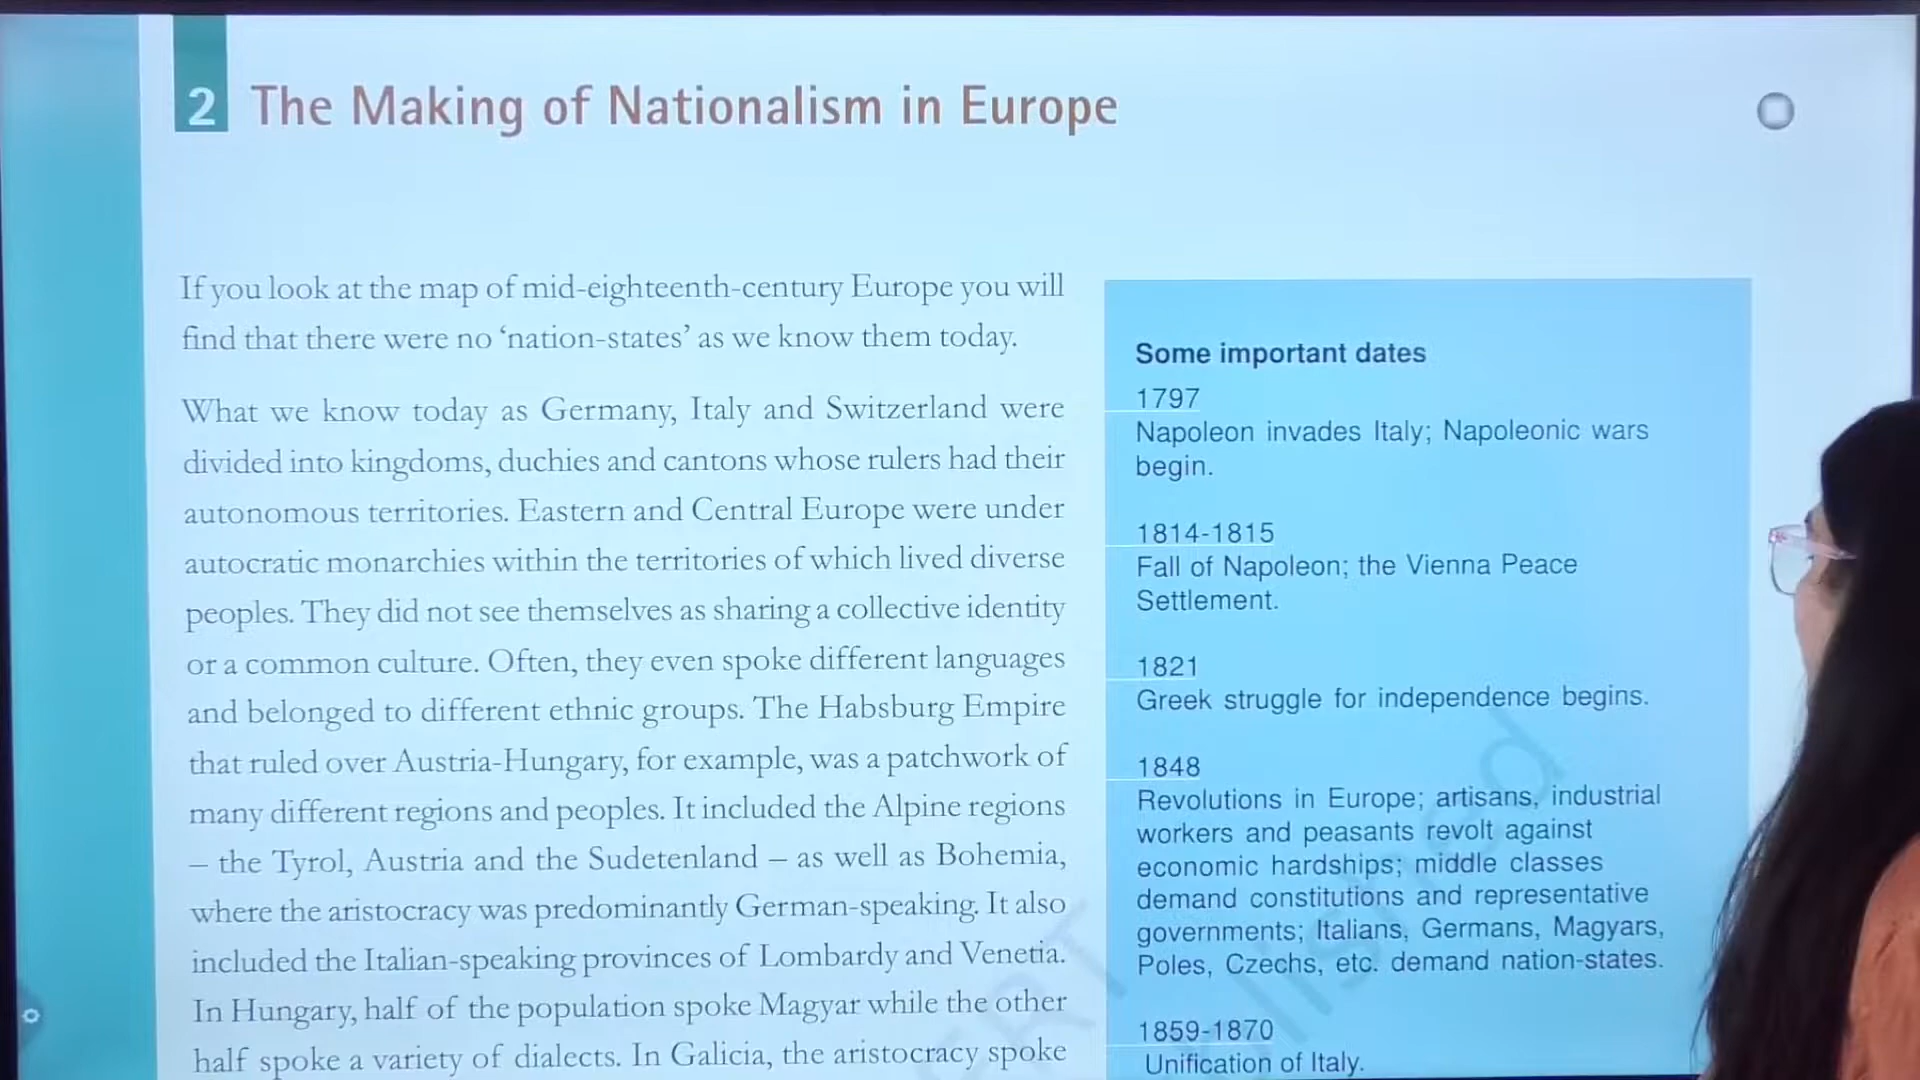 2 The Making of Nationalism in Europe
If you look at the map of mid-eighteenth-century Europe you will
find that there were no ‘nation-states’ as we know them today.
What we know today as Germany, Italy and Switzerland were
divided into kingdoms, duchies and cantons whose rulers had their
autonomous territories. Eastern and Central Europe were under
autocratic monarchies within the territories of which lived diverse
peoples. They did not see themselves as sharing a collective identity
or a common culture. Often, they even spoke different languages
and belonged to different ethnic groups. The Habsburg Empire
that ruled over Austria-Hungary, for example, was a patchwork of
many different regions and peoples. It included the Alpine regions
– the Tyrol, Austria and the Sudetenland – as well as Bohemia,
where the aristocracy was predominantly German-speaking. It also
included the Italian-speaking provinces of Lombardy and Venetia.
In Hungary, half of the population spoke Magyar while the other
half spoke a variety of dialects. In Galicia, the aristocracy spoke
Some important dates
1797
Napoleon invades Italy; Napoleonic wars
begin.
1814-1815
Fall of Napoleon; the Vienna Peace
Settlement.
1821
Greek struggle for independence begins.
1848
Revolutions in Europe; artisans, industrial
workers and peasants revolt against
economic hardships; middle classes
demand constitutions and representative
governments; Italians, Germans, Magyars,
Poles, Czechs, etc. demand nation-states.
1859-1870
Unification of Italy.